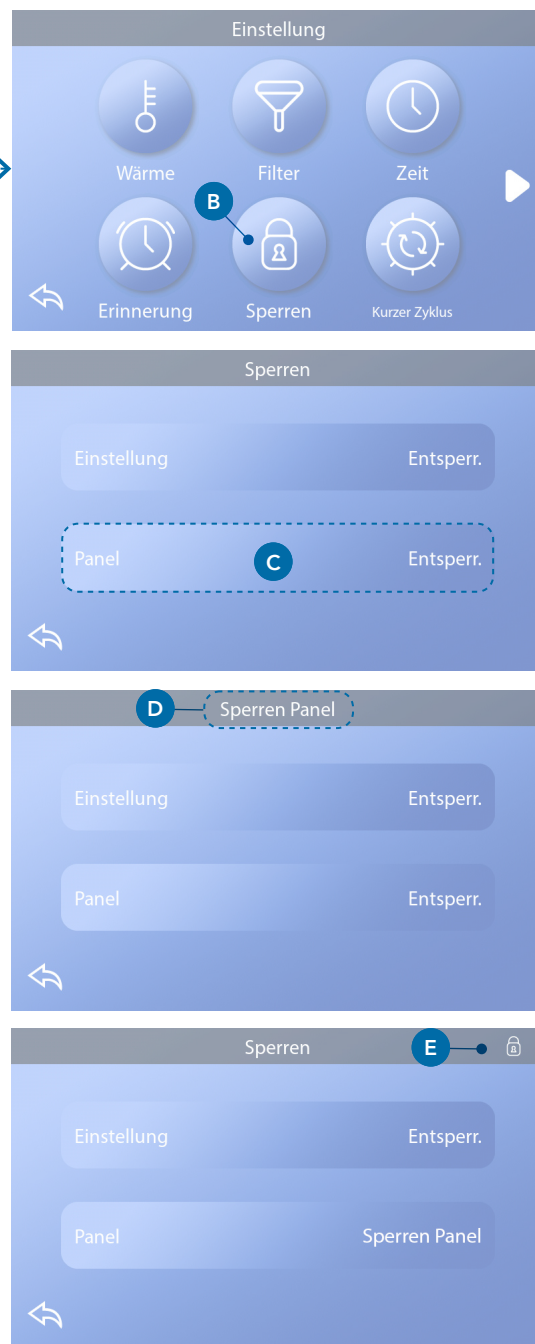 Einstellung
Wärme Filter Zeit
B
Erinnerung Sperren Kurzer Zyklus
Sperren
Einstellung Entsperr.
Panel C Entsperr.
D Sperren Panel
Einstellung Entsperr.
Panel Entsperr.
Sperren E
Einstellung Entsperr.
Panel Sperren Panel